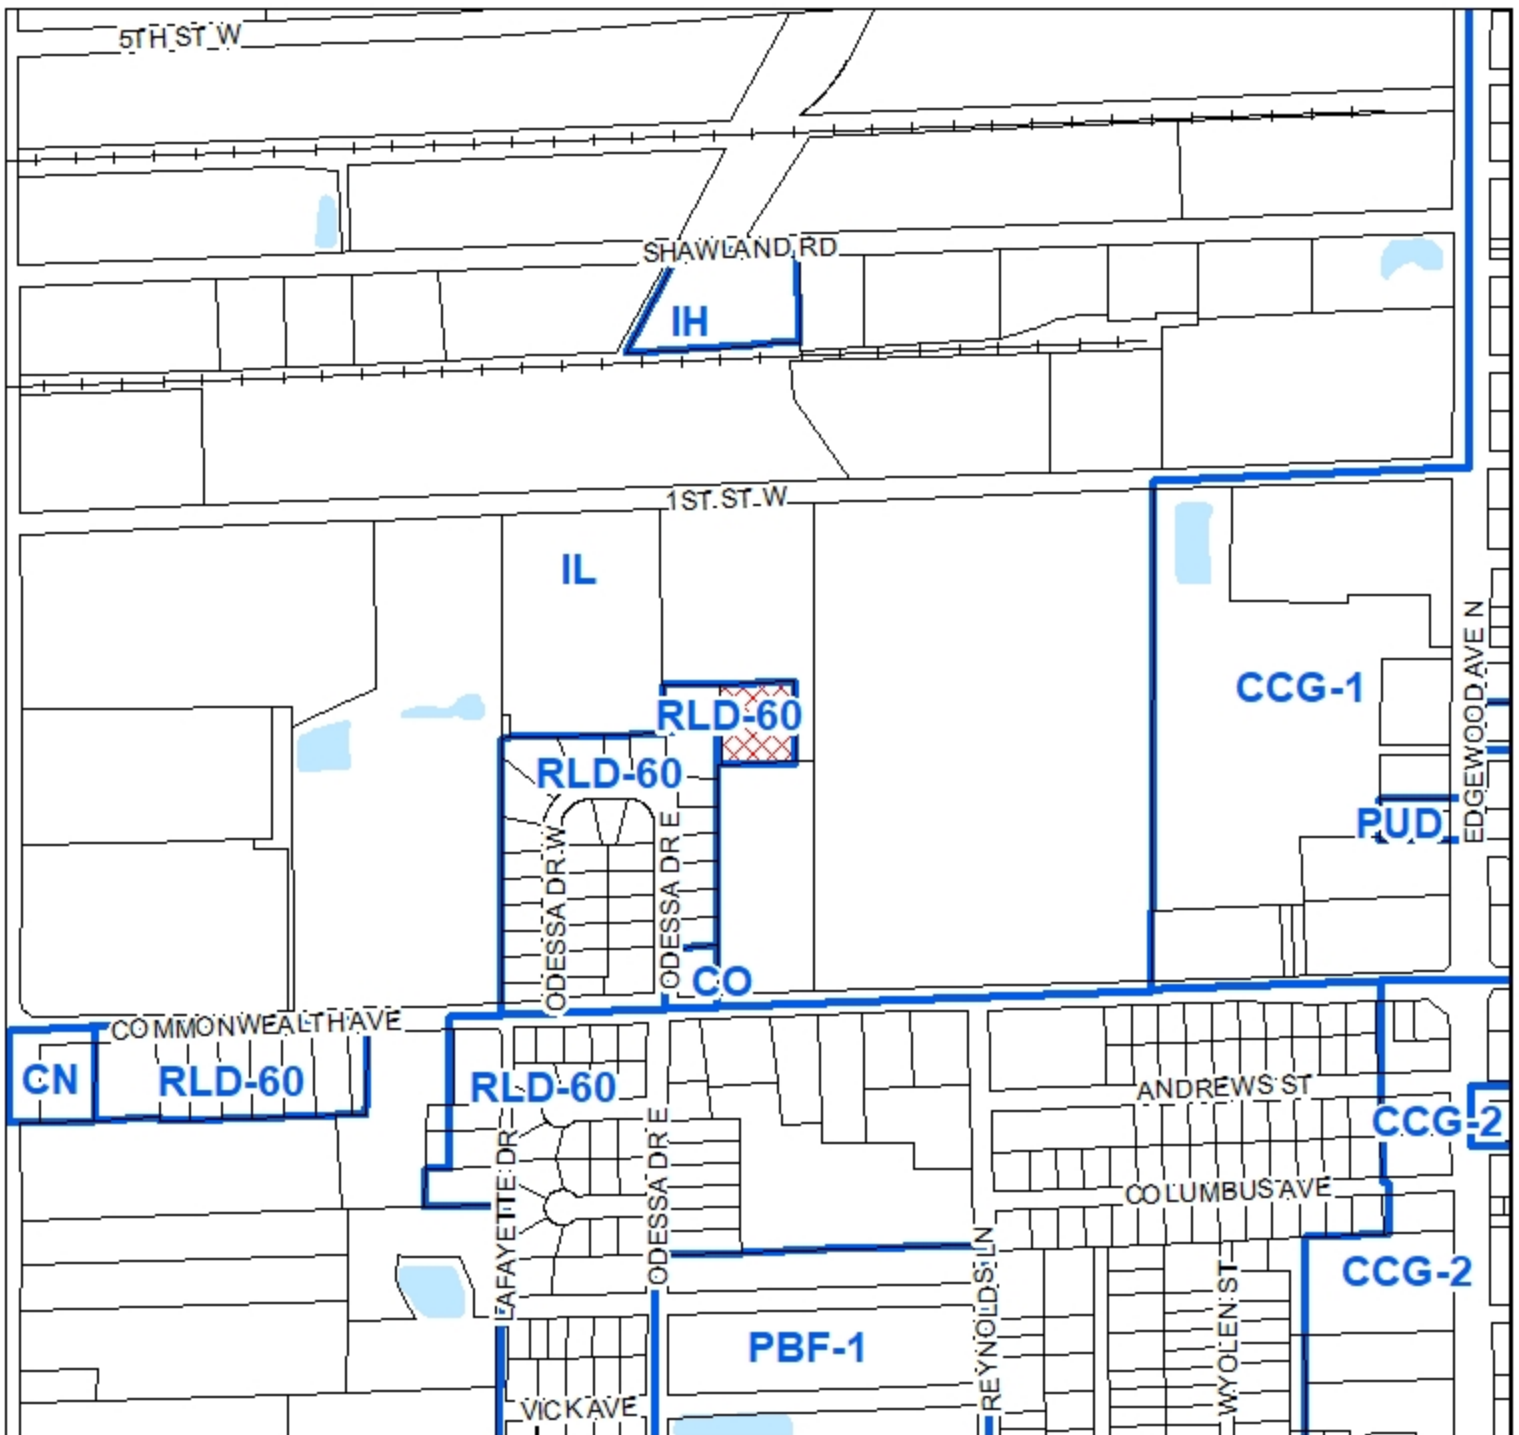 5TH ST W
SHAWLAND RD
IH
1ST ST W
IL
CCG-1
RLD-60
RLD-60
EDGEWOOD AVE N
PUD
ODESSA DR W
ODESSA DR E
CO
COMMONWEALTH AVE
CN
RLD-60
RLD-60
ANDREWS ST
CCG-2
COLUMBUS AVE
LAFAYETTE DR
ODESSA DR E
REYNOLDS LN
CCG-2
WYOLEN ST
PBF-1
VICK AVE